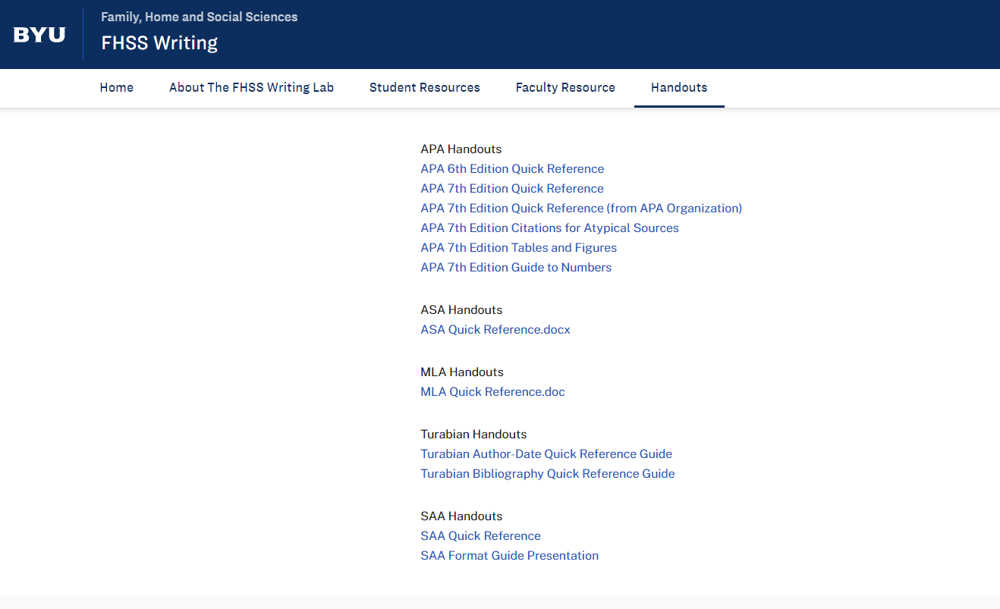 BYU
Family, Home and Social Sciences
FHSS Writing
Home About The FHSS Writing Lab Student Resources Faculty Resource Handouts
APA Handouts
APA 6th Edition Quick Reference
APA 7th Edition Quick Reference
APA 7th Edition Quick Reference (from APA Organization)
APA 7th Edition Citations for Atypical Sources
APA 7th Edition Tables and Figures
APA 7th Edition Guide to Numbers
ASA Handouts
ASA Quick Reference.docx
MLA Handouts
MLA Quick Reference.doc
Turabian Handouts
Turabian Author-Date Quick Reference Guide
Turabian Bibliography Quick Reference Guide
SAA Handouts
SAA Quick Reference
SAA Format Guide Presentation